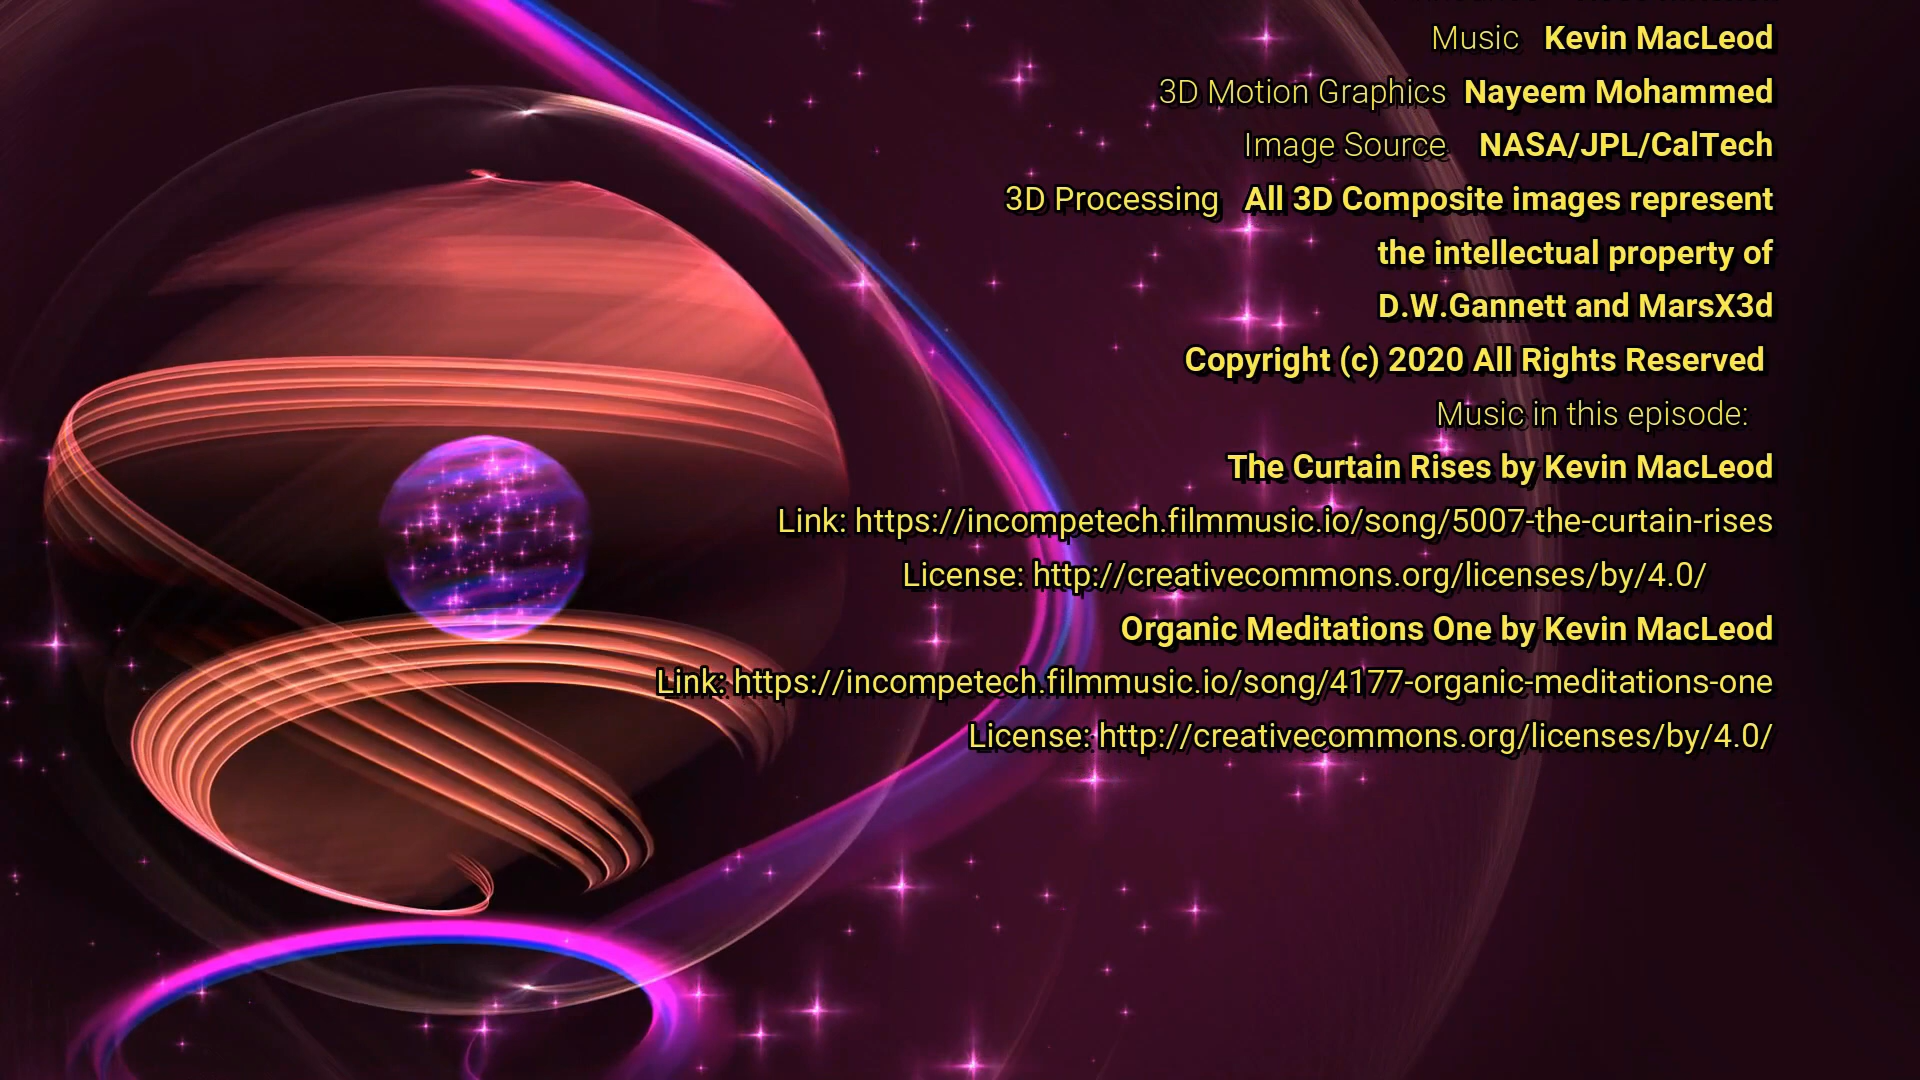 Music Kevin MacLeod
3D Motion Graphics Nayeem Mohammed
Image Source NASA/JPL/CalTech
3D Processing All 3D Composite images represent
the intellectual property of
D.W.Gannett and MarsX3d
Copyright (c) 2020 All Rights Reserved
Music in this episode:
The Curtain Rises by Kevin MacLeod
Link: https://incompetech.filmmusic.io/song/5007-the-curtain-rises
License: http://creativecommons.org/licenses/by/4.0/
Organic Meditations One by Kevin MacLeod
Link: https://incompetech.filmmusic.io/song/4177-organic-meditations-one
License: http://creativecommons.org/licenses/by/4.0/